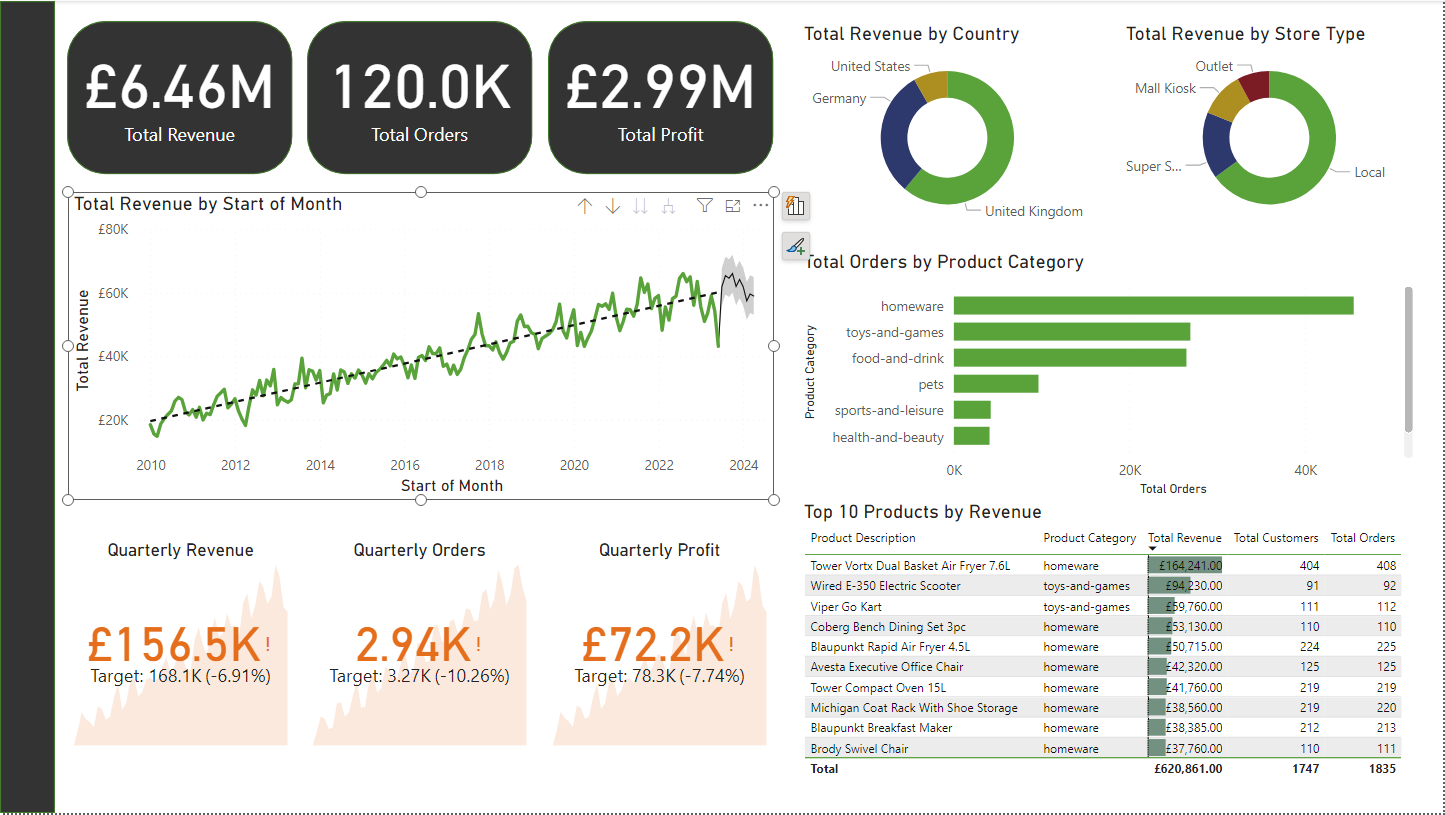 £6.46M
Total Revenue
120.0K
Total Orders
£2.99M
Total Profit
Total Revenue by Country
United States
Germany
United Kingdom
Total Revenue by Store Type
Outlet
Mall Kiosk
Super S...
Local
Total Revenue by Start of Month
Total Revenue
£80K
£60K
£40K
£20K
2010 2012 2014 2016 2018 2020 2022 2024
Start of Month
Total Orders by Product Category
Product Category
homeware
toys-and-games
food-and-drink
pets
sports-and-leisure
health-and-beauty
0K 20K 40K
Total Orders
Quarterly Revenue
£156.5K!
Target: 168.1K (-6.91%)
Quarterly Orders
2.94K!
Target: 3.27K (-10.26%)
Quarterly Profit
£72.2K!
Target: 78.3K (-7.74%)
Top 10 Products by Revenue
Product Description Product Category Total Revenue Total Customers Total Orders
Tower Vortx Dual Basket Air Fryer 7.6L homeware £164,241.00 404 408
Wired E-350 Electric Scooter toys-and-games £94,230.00 91 92
Viper Go Kart toys-and-games £59,760.00 111 112
Coberg Bench Dining Set 3pc homeware £53,130.00 110 110
Blaupunkt Rapid Air Fryer 4.5L homeware £50,715.00 224 225
Avesta Executive Office Chair homeware £42,320.00 125 125
Tower Compact Oven 15L homeware £41,760.00 219 219
Michigan Coat Rack With Shoe Storage homeware £38,560.00 219 220
Blaupunkt Breakfast Maker homeware £38,385.00 212 213
Brody Swivel Chair homeware £37,760.00 110 111
Total £620,861.00 1747 1835